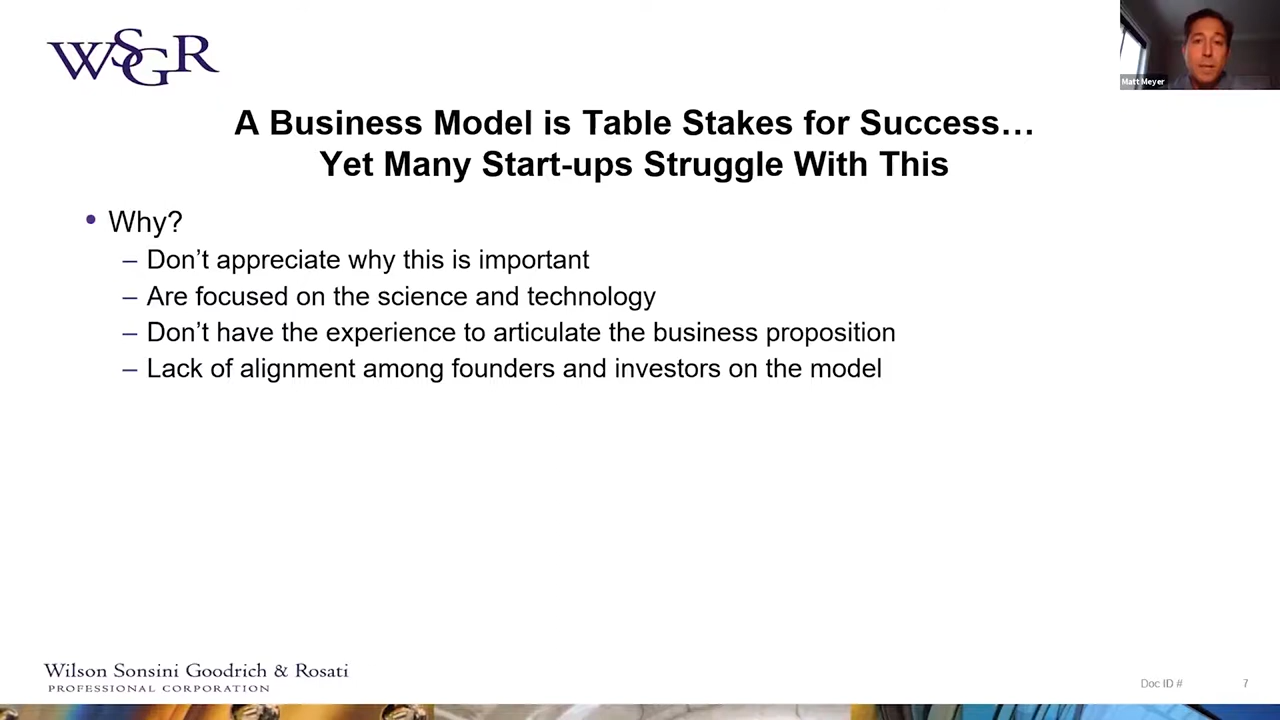 WSGR
Matt Meyer
A Business Model is Table Stakes for Success…
Yet Many Start-ups Struggle With This
• Why?
– Don’t appreciate why this is important
– Are focused on the science and technology
– Don’t have the experience to articulate the business proposition
– Lack of alignment among founders and investors on the model
Wilson Sonsini Goodrich & Rosati
PROFESSIONAL CORPORATION
Doc ID #
7